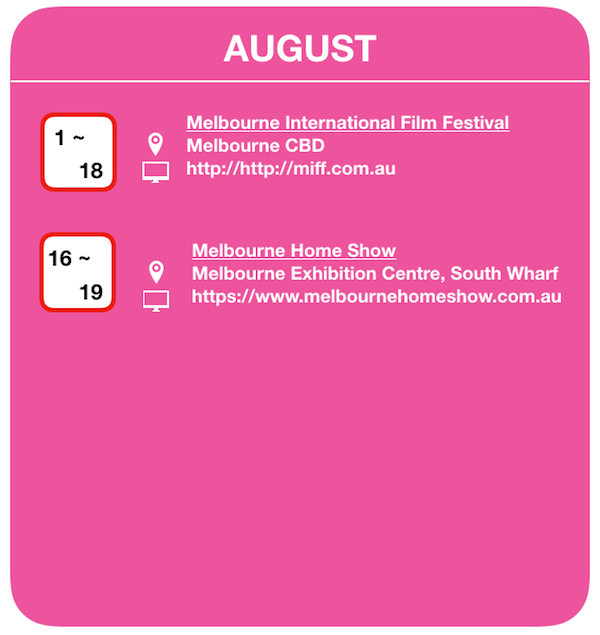 AUGUST
1 ~
18
Melbourne International Film Festival
Melbourne CBD
http://http://miff.com.au
16 ~
19
Melbourne Home Show
Melbourne Exhibition Centre, South Wharf
https://www.melbournehomeshow.com.au